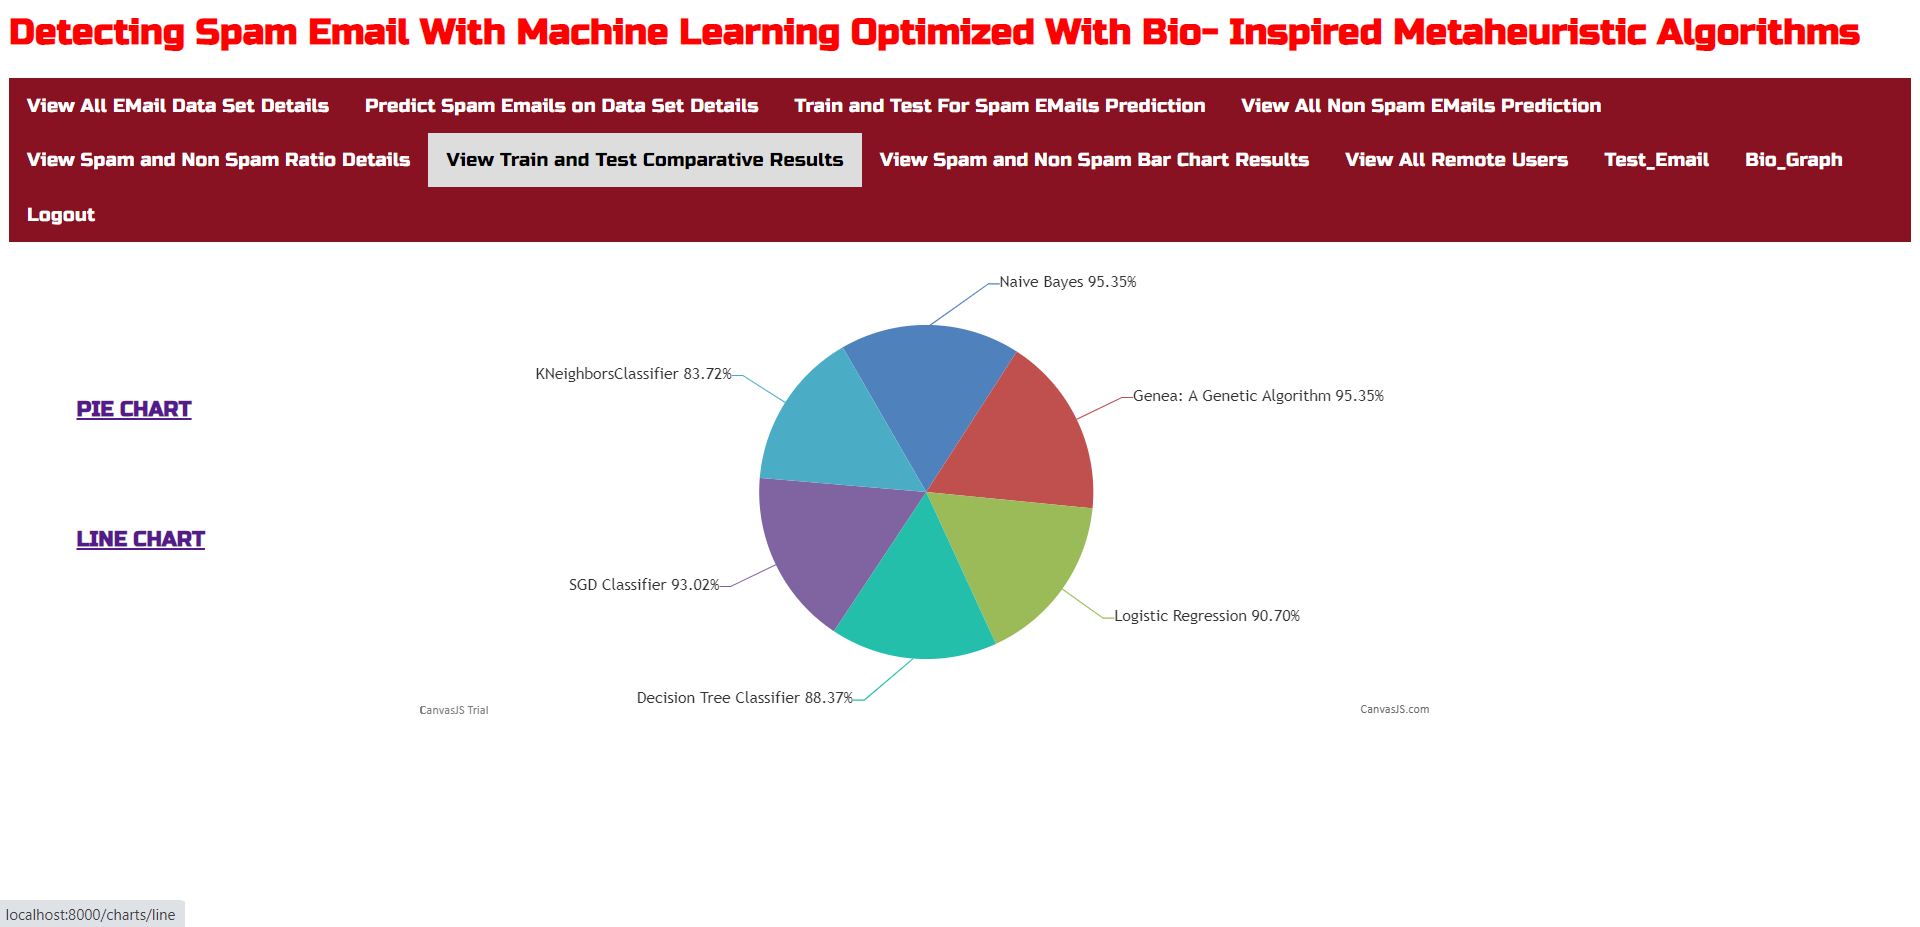 Detecting Spam Email With Machine Learning Optimized With Bio- Inspired Metaheuristic Algorithms
View All EMail Data Set Details Predict Spam Emails on Data Set Details Train and Test For Spam EMails Prediction View All Non Spam EMails Prediction
View Spam and Non Spam Ratio Details View Train and Test Comparative Results View Spam and Non Spam Bar Chart Results View All Remote Users Test_Email Bio_Graph
Logout
Naive Bayes 95.35%
KNeighborsClassifier 83.72%
Genea: A Genetic Algorithm 95.35%
PIE CHART
LINE CHART
SGD Classifier 93.02%
Logistic Regression 90.70%
Decision Tree Classifier 88.37%
CanvasJS Trial
CanvasJS.com
localhost:8000/charts/line